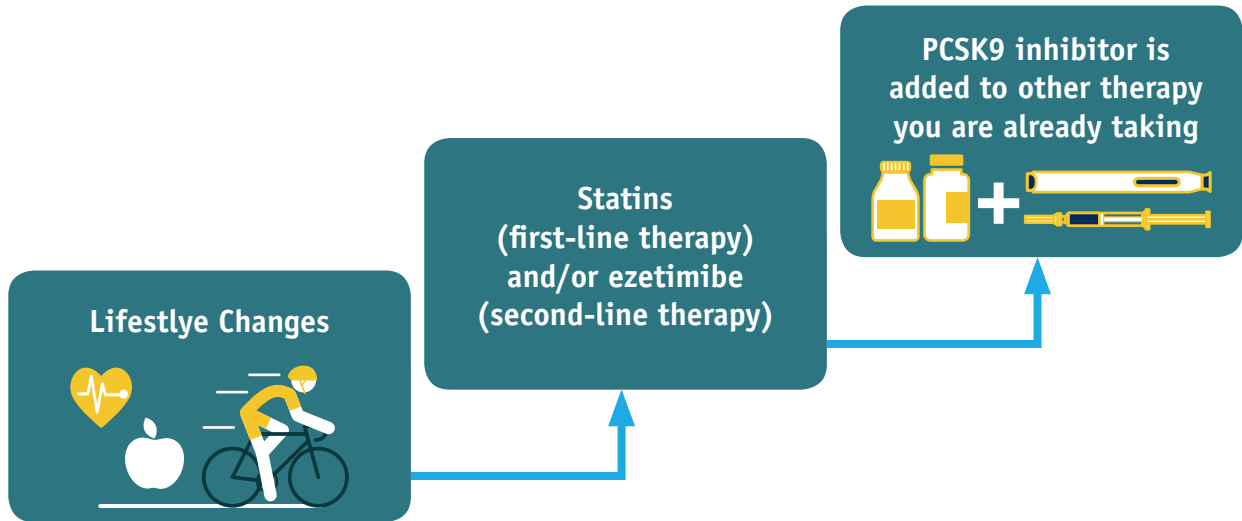 Lifestlye Changes
Statins
(first-line therapy)
and/or ezetimibe
(second-line therapy)
PCSK9 inhibitor is
added to other therapy
you are already taking